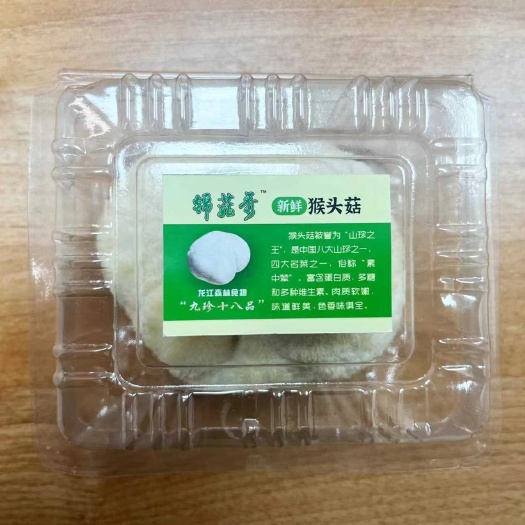 鲜菇爹™
新鲜 猴头菇
猴头菇被誉为“山珍之
王”,是中国八大山珍之一,
四大名菜之一,俗称“素
中荤”。富含蛋白质、多糖
和多种维生素。肉质软嫩,
味道鲜美,色香味俱全。
龙江森林食物
“九珍十八品”